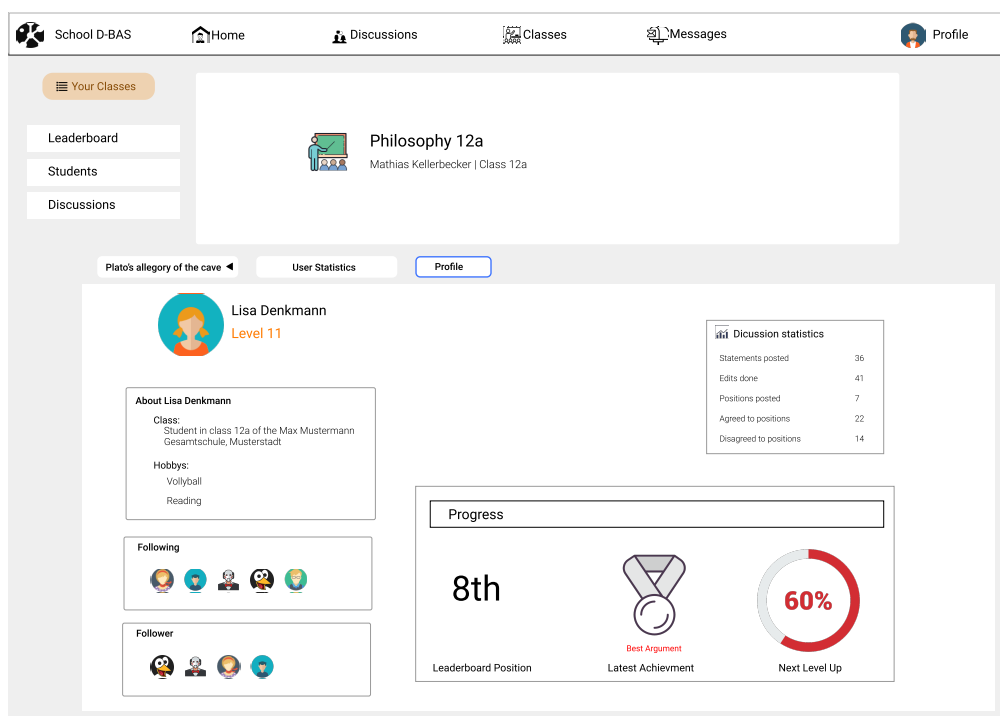 School D-BAS
Home
Discussions
Classes
Messages
Profile
Your Classes
Leaderboard
Students
Discussions
Philosophy 12a
Mathias Kellerbecker | Class 12a
Plato's allegory of the cave
User Statistics
Profile
Lisa Denkmann
Level 11
About Lisa Denkmann
Class:
Student in class 12a of the Max Mustermann
Gesamtschule, Musterstadt
Hobbys:
Vollyball
Reading
Following
Follower
Dicussion statistics
Statements posted 36
Edits done 41
Positions posted 7
Agreed to positions 22
Disagreed to positions 14
Progress
8th
Leaderboard Position
Best Argument
Latest Achievment
60%
Next Level Up